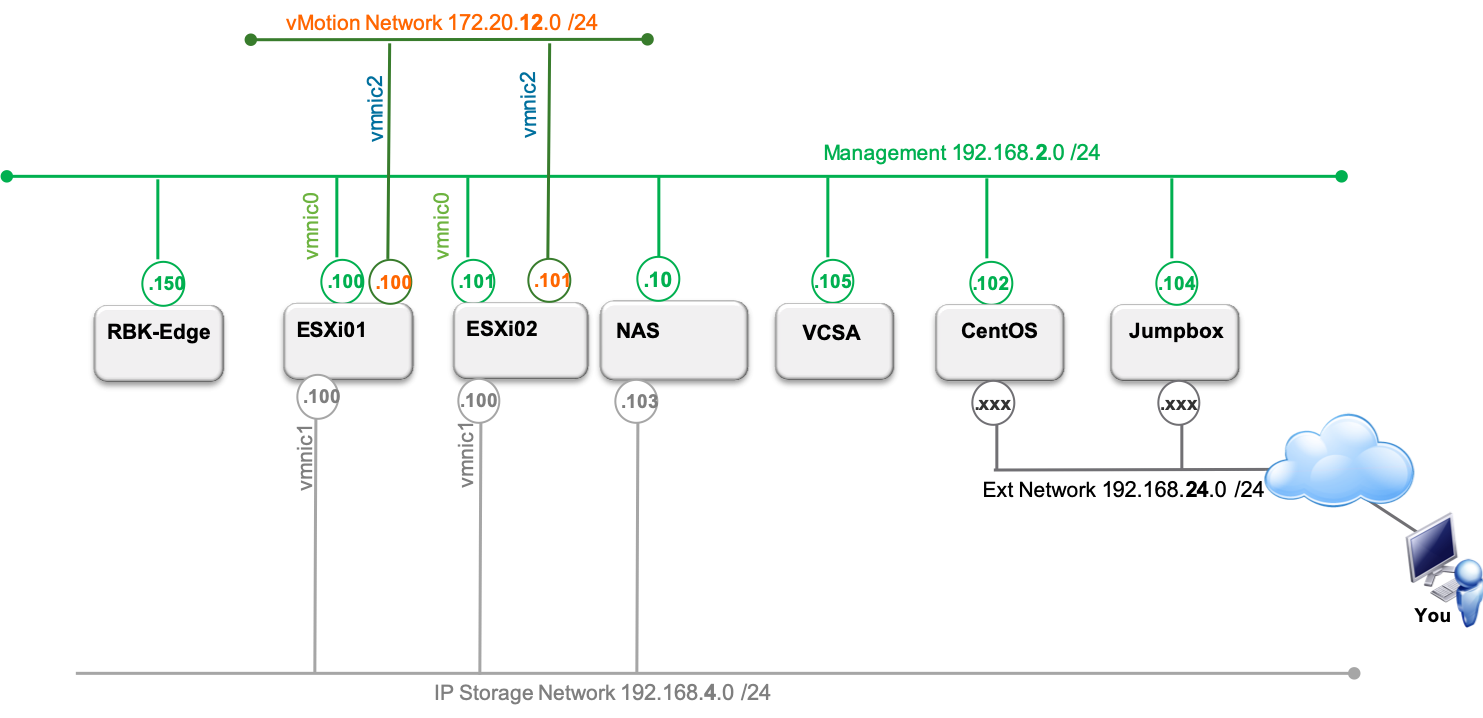 vMotion Network 172.20.12.0 /24
vmnic2
vmnic2
Management 192.168.2.0 /24
vmnic0
vmnic0
.150
.100
.100
.101
.101
.10
.105
.102
.104
RBK-Edge
ESXi01
ESXi02
NAS
VCSA
CentOS
Jumpbox
.100
.100
.103
.xxx
.xxx
vmnic1
vmnic1
Ext Network 192.168.24.0 /24
You
IP Storage Network 192.168.4.0 /24